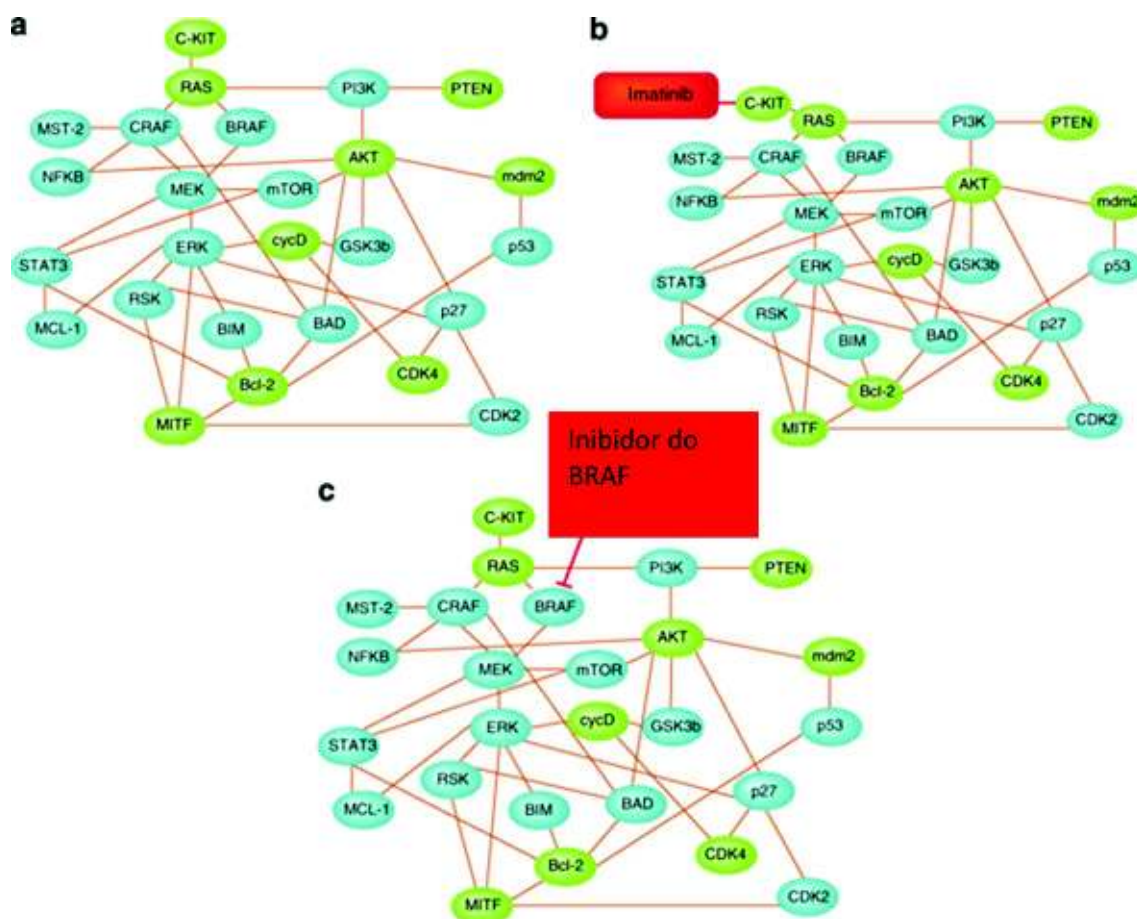 a
C-KIT
RAS
PI3K
PTEN
MST-2
CRAF
BRAF
NFKB
AKT
MEK
mTOR
mdm2
ERK
cycD
GSK3b
p53
STAT3
RSK
MCL-1
BIM
BAD
p27
Bcl-2
CDK4
MITF
CDK2
b
Imatinib
C-KIT
RAS
PI3K
PTEN
MST-2
CRAF
BRAF
NFKB
AKT
MEK
mTOR
mdm2
ERK
cycD
GSK3b
p53
STAT3
RSK
MCL-1
BIM
BAD
p27
Bcl-2
CDK4
MITF
CDK2
Inibidor do
BRAF
c
C-KIT
RAS
PI3K
PTEN
MST-2
CRAF
BRAF
NFKB
AKT
MEK
mTOR
mdm2
ERK
cycD
GSK3b
p53
STAT3
RSK
MCL-1
BIM
BAD
p27
Bcl-2
CDK4
MITF
CDK2